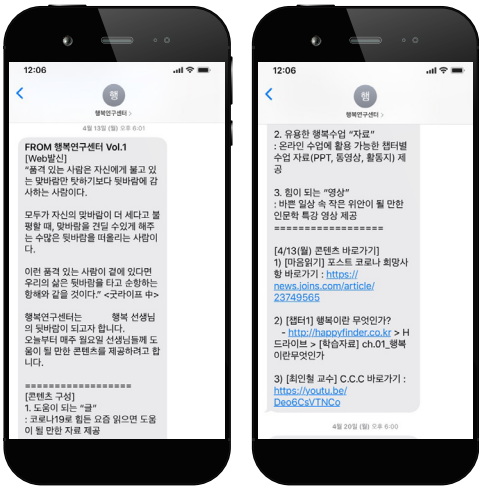 12:06
행
행복연구센터 >
4월 13일 (월) 오후 6:01
FROM 행복연구센터 Vol.1
[Web발신]
“품격 있는 사람은 자신에게 불고 있
는 맞바람만 탓하기보다 뒷바람에 감
사하는 사람이다.
모두가 자신의 맞바람이 더 세다고 불
평할 때, 맞바람을 견딜 수있게 해주
는 수많은 뒷바람을 떠올리는 사람이
다.
이런 품격 있는 사람이 곁에 있다면
우리의 삶은 뒷바람을 타고 순항하는
항해와 같을 것이다.” <굿라이프 中>
행복연구센터는 행복 선생님
의 뒷바람이 되고자 합니다.
오늘부터 매주 월요일 선생님들께 도
움이 될 만한 콘텐츠를 제공하려고 합
니다.
==================
[콘텐츠 구성]
1. 도움이 되는 “글”
: 코로나19로 힘든 요즘 읽으면 도움
이 될 만한 자료 제공
12:06
행
행복연구센터 >
2. 유용한 행복수업 “자료”
: 온라인 수업에 활용 가능한 챕터별
수업 자료(PPT, 동영상, 활동지) 제
공
3. 힘이 되는 “영상”
: 바쁜 일상 속 작은 위안이 될 만한
인문학 특강 영상 제공
==================
[4/13(월) 콘텐츠 바로가기]
1) [마음읽기] 포스트 코로나 희망사
항 바로가기 : https://
news.joins.com/article/
23749565
2) [챕터1] 행복이란 무엇인가?
- http://happyfinder.co.kr > H
드라이브 > [학습자료] ch.01_행복
이란무엇인가
3) [최인철 교수] C.C.C 바로가기 :
https://youtu.be/
Deo6CsVTNCo
4월 20일 (월) 오후 6:00